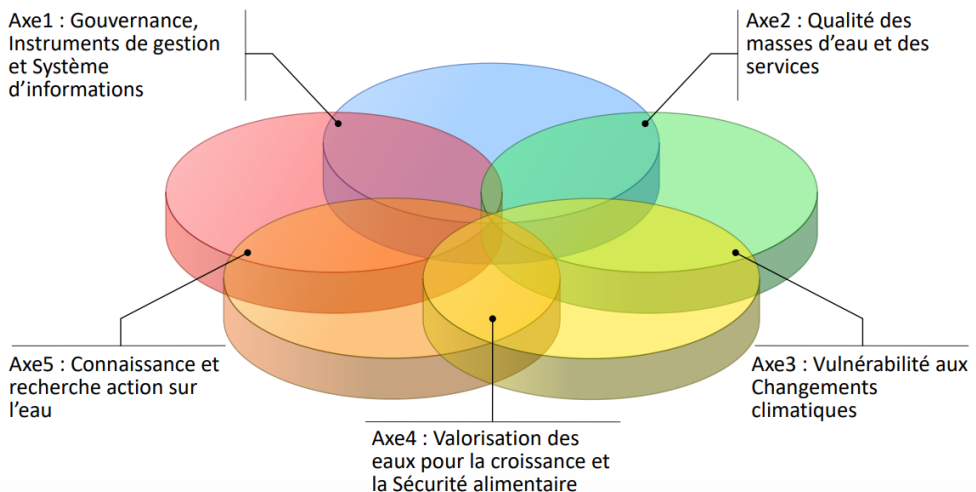 Axe1 : Gouvernance,
Instruments de gestion
et Système
d’informations
Axe2 : Qualité des
masses d’eau et des
services
Axe5 : Connaissance et
recherche action sur
l’eau
Axe3 : Vulnérabilité aux
Changements
climatiques
Axe4 : Valorisation des
eaux pour la croissance et
la Sécurité alimentaire